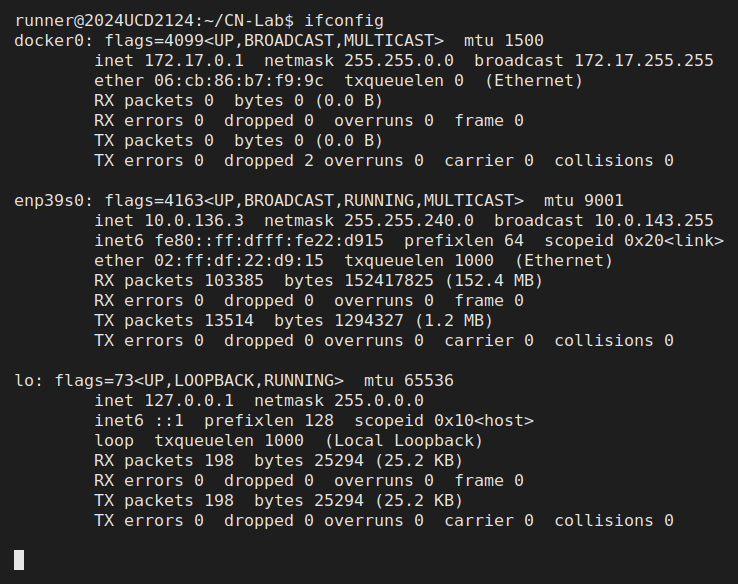 runner@2024UCD2124:~/CN-Lab$ ifconfig
docker0: flags=4099<UP,BROADCAST,MULTICAST>  mtu 1500
        inet 172.17.0.1  netmask 255.255.0.0  broadcast 172.17.255.255
        ether 06:cb:86:b7:f9:9c  txqueuelen 0  (Ethernet)
        RX packets 0  bytes 0 (0.0 B)
        RX errors 0  dropped 0  overruns 0  frame 0
        TX packets 0  bytes 0 (0.0 B)
        TX errors 0  dropped 2 overruns 0  carrier 0  collisions 0

enp39s0: flags=4163<UP,BROADCAST,RUNNING,MULTICAST>  mtu 9001
        inet 10.0.136.3  netmask 255.255.240.0  broadcast 10.0.143.255
        inet6 fe80::ff:dfff:fe22:d915  prefixlen 64  scopeid 0x20<link>
        ether 02:ff:df:22:d9:15  txqueuelen 1000  (Ethernet)
        RX packets 103385  bytes 152417825 (152.4 MB)
        RX errors 0  dropped 0  overruns 0  frame 0
        TX packets 13514  bytes 1294327 (1.2 MB)
        TX errors 0  dropped 0 overruns 0  carrier 0  collisions 0

lo: flags=73<UP,LOOPBACK,RUNNING>  mtu 65536
        inet 127.0.0.1  netmask 255.0.0.0
        inet6 ::1  prefixlen 128  scopeid 0x10<host>
        loop  txqueuelen 1000  (Local Loopback)
        RX packets 198  bytes 25294 (25.2 KB)
        RX errors 0  dropped 0  overruns 0  frame 0
        TX packets 198  bytes 25294 (25.2 KB)
        TX errors 0  dropped 0 overruns 0  carrier 0  collisions 0